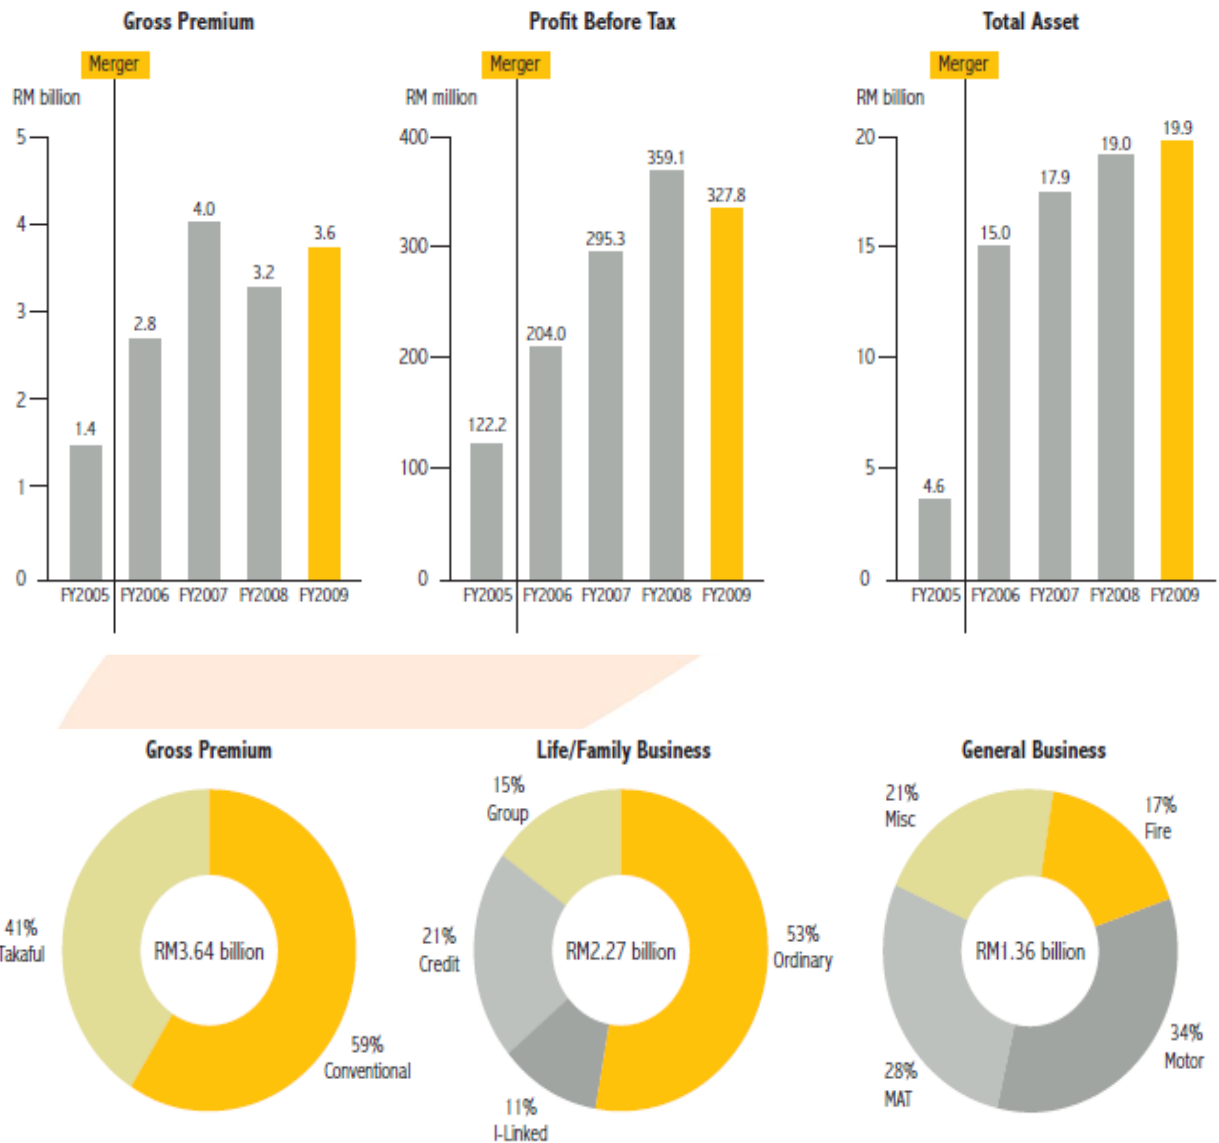 Gross Premium
Merger
RM billion
5
4
3
2
1
0
1.4
2.8
4.0
3.2
3.6
FY2005
FY2006
FY2007
FY2008
FY2009
Profit Before Tax
Merger
RM million
400
300
200
100
0
122.2
204.0
295.3
359.1
327.8
FY2005
FY2006
FY2007
FY2008
FY2009
Total Asset
Merger
RM billion
20
15
10
5
0
4.6
15.0
17.9
19.0
19.9
FY2005
FY2006
FY2007
FY2008
FY2009
Gross Premium
41%
Takaful
RM3.64 billion
59%
Conventional
Life/Family Business
15%
Group
21%
Credit
RM2.27 billion
53%
Ordinary
11%
I-Linked
General Business
21%
Misc
17%
Fire
RM1.36 billion
34%
Motor
28%
MAT